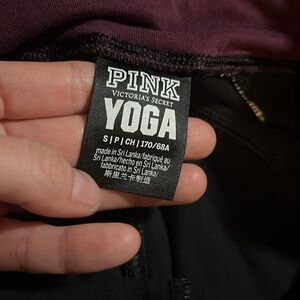 PINK
VICTORIA'S SECRET
YOGA
S|P|CH|170/68A
made in Sri Lanka/fabriqué au
Sri Lanka/hecho en Sri Lanka/
fabbricato in Sri Lanka/
斯里兰卡制造